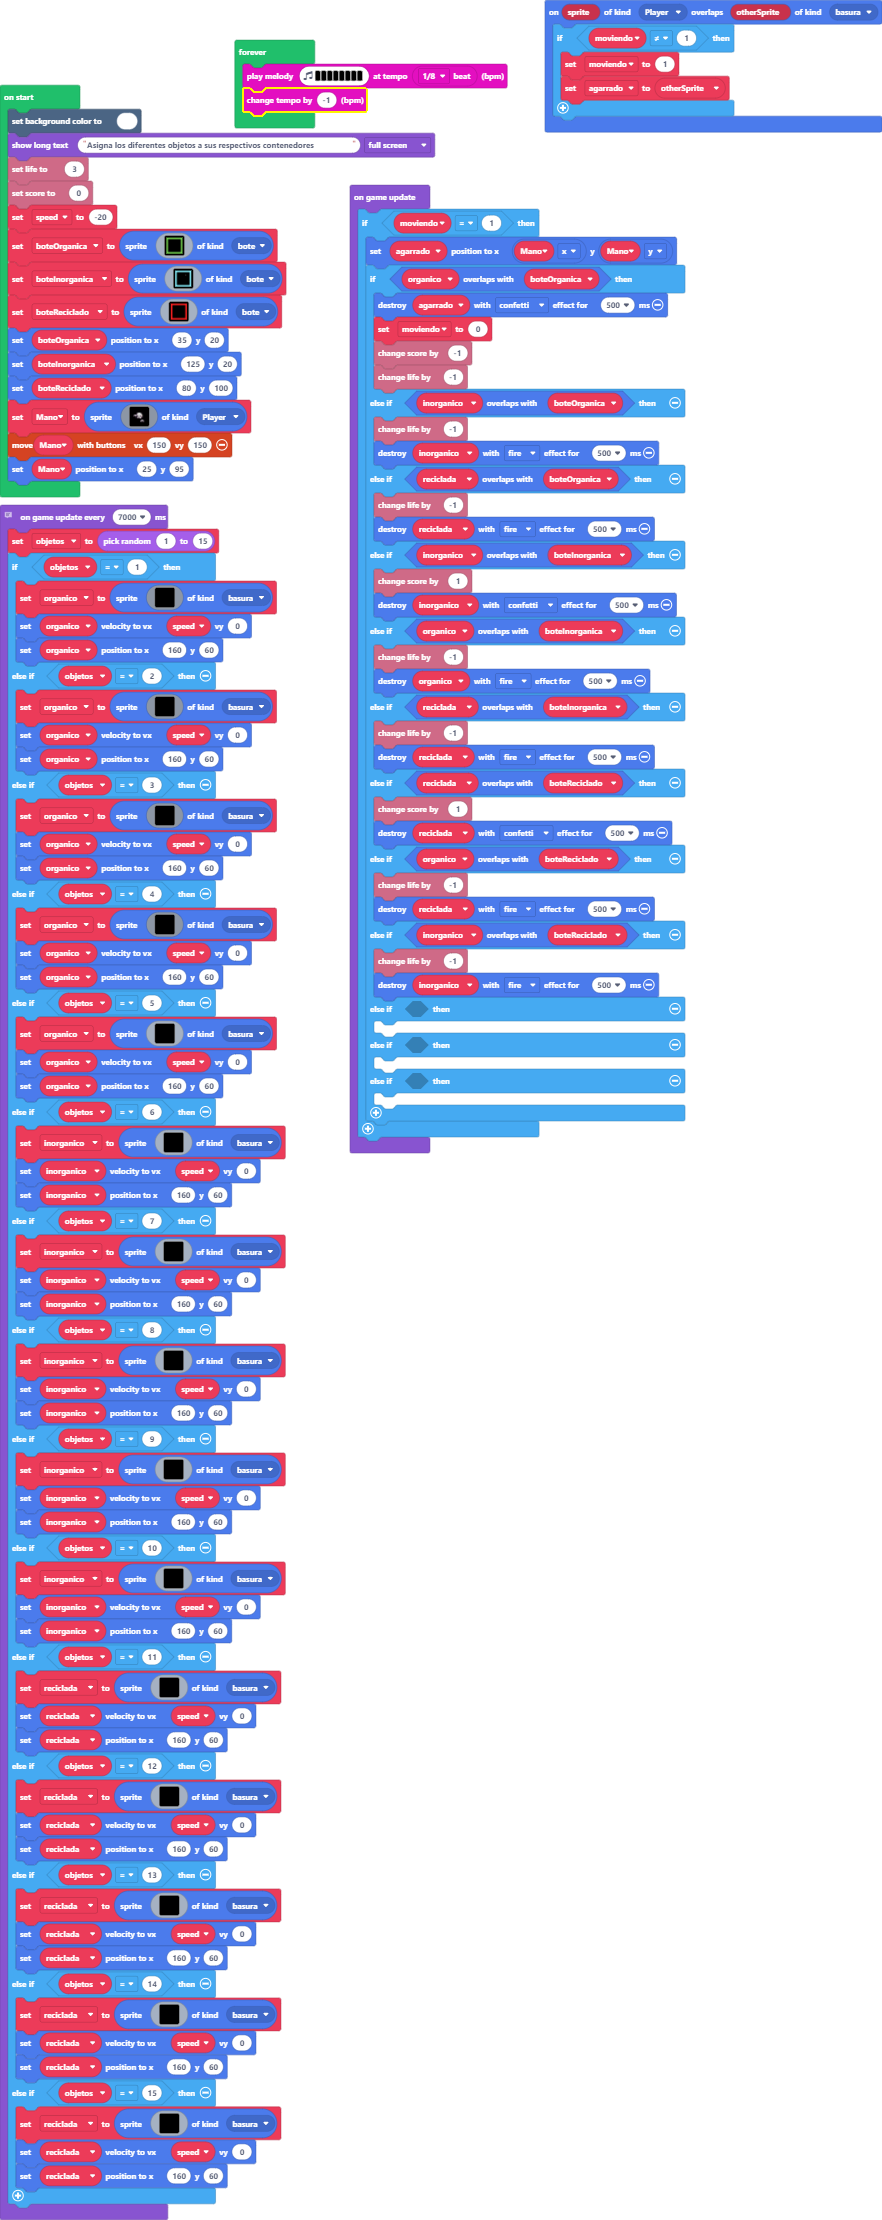 on sprite of kind Player overlaps otherSprite of kind basura
if moviendo ≠ 1 then
set moviendo to 1
set agarrado to otherSprite
forever
play melody at tempo 1/8 beat (bpm)
change tempo by -1 (bpm)
on start
set background color to
show long text "Asigna los diferentes objetos a sus respectivos contenedores" full screen
set life to 3
set score to 0
set speed to -20
set boteOrganica to sprite of kind bote
set boteInorganica to sprite of kind bote
set boteReciclado to sprite of kind bote
set boteOrganica position to x 35 y 20
set boteInorganica position to x 125 y 20
set boteReciclado position to x 80 y 100
set Mano to sprite of kind Player
move Mano with buttons vx 150 vy 150
set Mano position to x 25 y 95
on game update every 7000 ms
set objetos to pick random 1 to 15
if objetos = 1 then
set organico to sprite of kind basura
set organico velocity to vx speed vy 0
set organico position to x 160 y 60
else if objetos = 2 then
set organico to sprite of kind basura
set organico velocity to vx speed vy 0
set organico position to x 160 y 60
else if objetos = 3 then
set organico to sprite of kind basura
set organico velocity to vx speed vy 0
set organico position to x 160 y 60
else if objetos = 4 then
set organico to sprite of kind basura
set organico velocity to vx speed vy 0
set organico position to x 160 y 60
else if objetos = 5 then
set organico to sprite of kind basura
set organico velocity to vx speed vy 0
set organico position to x 160 y 60
else if objetos = 6 then
set inorganico to sprite of kind basura
set inorganico velocity to vx speed vy 0
set inorganico position to x 160 y 60
else if objetos = 7 then
set inorganico to sprite of kind basura
set inorganico velocity to vx speed vy 0
set inorganico position to x 160 y 60
else if objetos = 8 then
set inorganico to sprite of kind basura
set inorganico velocity to vx speed vy 0
set inorganico position to x 160 y 60
else if objetos = 9 then
set inorganico to sprite of kind basura
set inorganico velocity to vx speed vy 0
set inorganico position to x 160 y 60
else if objetos = 10 then
set inorganico to sprite of kind basura
set inorganico velocity to vx speed vy 0
set inorganico position to x 160 y 60
else if objetos = 11 then
set reciclada to sprite of kind basura
set reciclada velocity to vx speed vy 0
set reciclada position to x 160 y 60
else if objetos = 12 then
set reciclada to sprite of kind basura
set reciclada velocity to vx speed vy 0
set reciclada position to x 160 y 60
else if objetos = 13 then
set reciclada to sprite of kind basura
set reciclada velocity to vx speed vy 0
set reciclada position to x 160 y 60
else if objetos = 14 then
set reciclada to sprite of kind basura
set reciclada velocity to vx speed vy 0
set reciclada position to x 160 y 60
else if objetos = 15 then
set reciclada to sprite of kind basura
set reciclada velocity to vx speed vy 0
set reciclada position to x 160 y 60
on game update
if moviendo = 1 then
set agarrado position to x Mano x y Mano y
if organico overlaps with boteOrganica then
destroy agarrado with confetti effect for 500 ms
set moviendo to 0
change score by -1
change life by -1
else if inorganico overlaps with boteOrganica then
change life by -1
destroy inorganico with fire effect for 500 ms
else if reciclada overlaps with boteOrganica then
change life by -1
destroy reciclada with fire effect for 500 ms
else if inorganico overlaps with boteInorganica then
change score by 1
destroy inorganico with confetti effect for 500 ms
else if organico overlaps with boteInorganica then
change life by -1
destroy organico with fire effect for 500 ms
else if reciclada overlaps with boteInorganica then
change life by -1
destroy reciclada with fire effect for 500 ms
else if reciclada overlaps with boteReciclado then
change score by 1
destroy reciclada with confetti effect for 500 ms
else if organico overlaps with boteReciclado then
change life by -1
destroy reciclada with fire effect for 500 ms
else if inorganico overlaps with boteReciclado then
change life by -1
destroy inorganico with fire effect for 500 ms
else if then
else if then
else if then